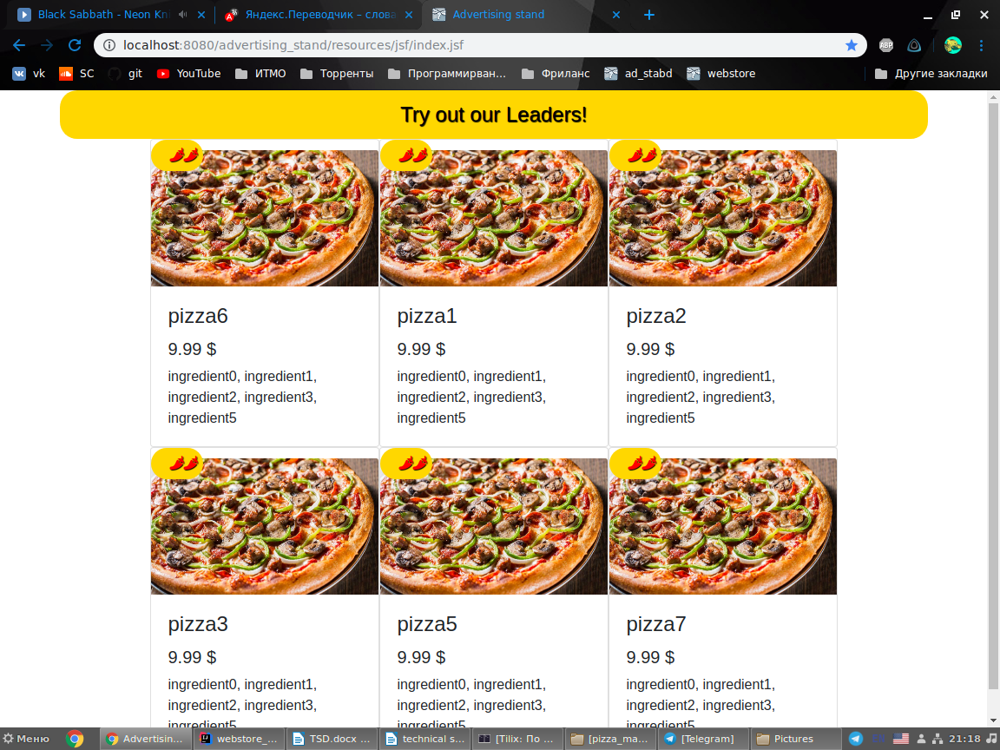 Black Sabbath - Neon Kn
Яндекс.Переводчик – слова
Advertising stand
localhost:8080/advertising_stand/resources/jsf/index.jsf
ABP
vk
SC
git
YouTube
ИТМО
Торренты
Программирван...
Фриланс
ad_stabd
webstore
Другие закладки
Try out our Leaders!
pizza6
9.99 $
ingredient0, ingredient1,
ingredient2, ingredient3,
ingredient5
pizza1
9.99 $
ingredient0, ingredient1,
ingredient2, ingredient3,
ingredient5
pizza2
9.99 $
ingredient0, ingredient1,
ingredient2, ingredient3,
ingredient5
pizza3
9.99 $
ingredient0, ingredient1,
ingredient2, ingredient3,
ingredient5
pizza5
9.99 $
ingredient0, ingredient1,
ingredient2, ingredient3,
ingredient5
pizza7
9.99 $
ingredient0, ingredient1,
ingredient2, ingredient3,
ingredient5
Меню
Advertisin...
webstore_...
TSD.docx ...
technical s...
[Tilix: По ...
[pizza_ma...
[Telegram]
Pictures
21:18